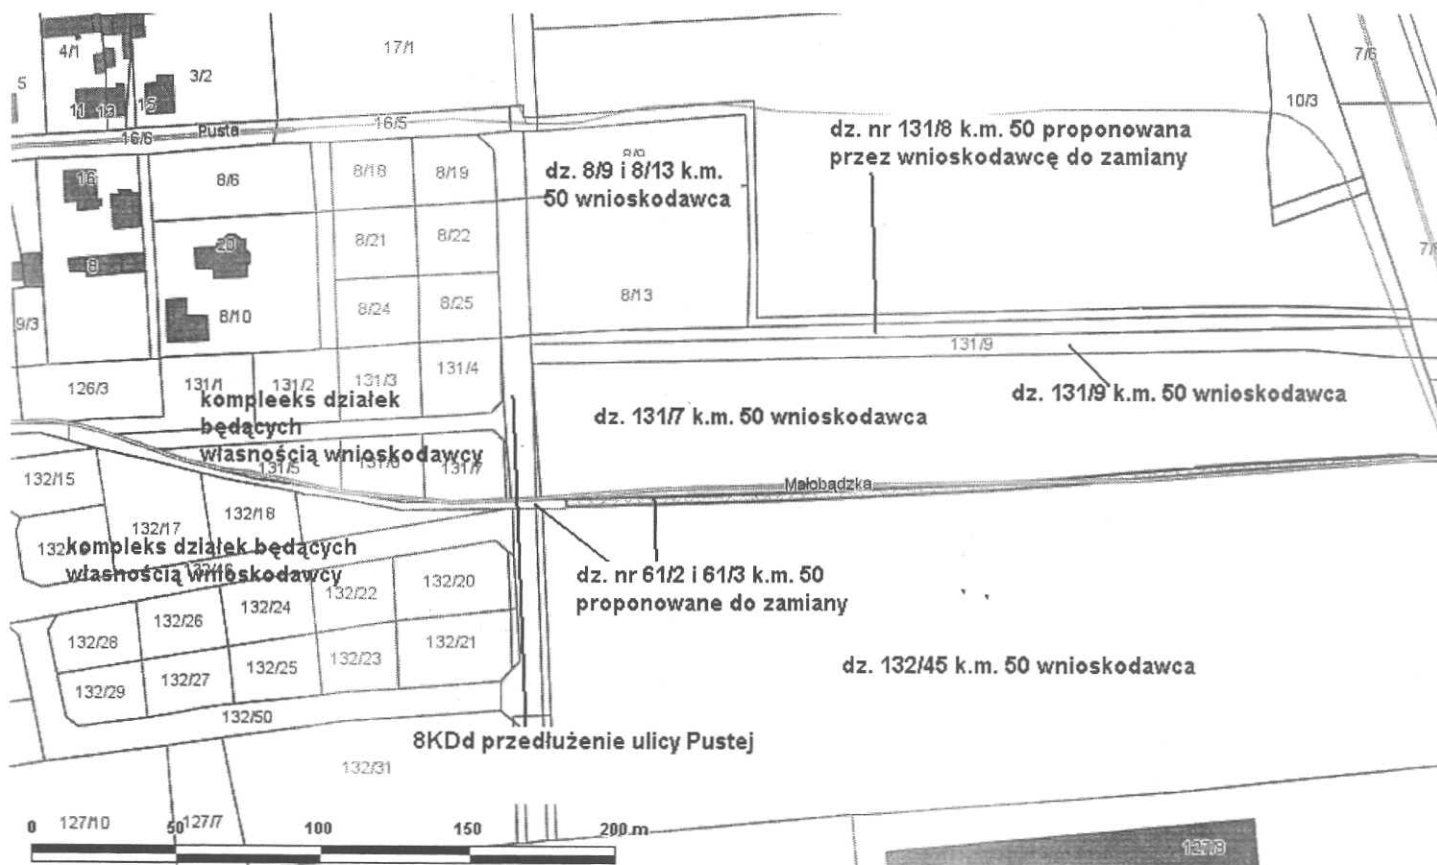 4/1
17/1
7/6
5
3/2
10/3
11
13
15
16/6
Pusta
16/5
dz. nr 131/8 k.m. 50 proponowana
przez wnioskodawcę do zamiany
16
8/6
8/18
8/19
dz. 8/9 i 8/13 k.m.
50 wnioskodawca
20
8/21
8/22
8
8/24
8/25
8/13
9/3
8/10
131/9
126/3
131/1
131/2
131/3
131/4
dz. 131/9 k.m. 50 wnioskodawca
kompleeks działek
będących
własnością wnioskodawcy
dz. 131/7 k.m. 50 wnioskodawca
131/5
131/7
132/15
Małobądzka
132/18
132/17
kompleks działek będących
własnością wnioskodawcy
dz. nr 61/2 i 61/3 k.m. 50
proponowane do zamiany
132/20
132/22
132/24
132/26
132/28
132/21
132/23
132/25
132/27
132/29
dz. 132/45 k.m. 50 wnioskodawca
132/50
8KDd przedłużenie ulicy Pustej
132/31
127/10
127/7
0
50
100
150
200 m